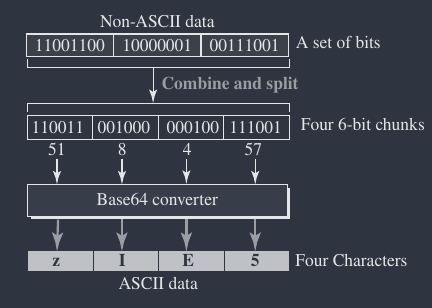 Non-ASCII data
11001100 10000001 00111001 A set of bits
Combine and split
110011 001000 000100 111001 Four 6-bit chunks
51 8 4 57
Base64 converter
z I E 5 Four Characters
ASCII data